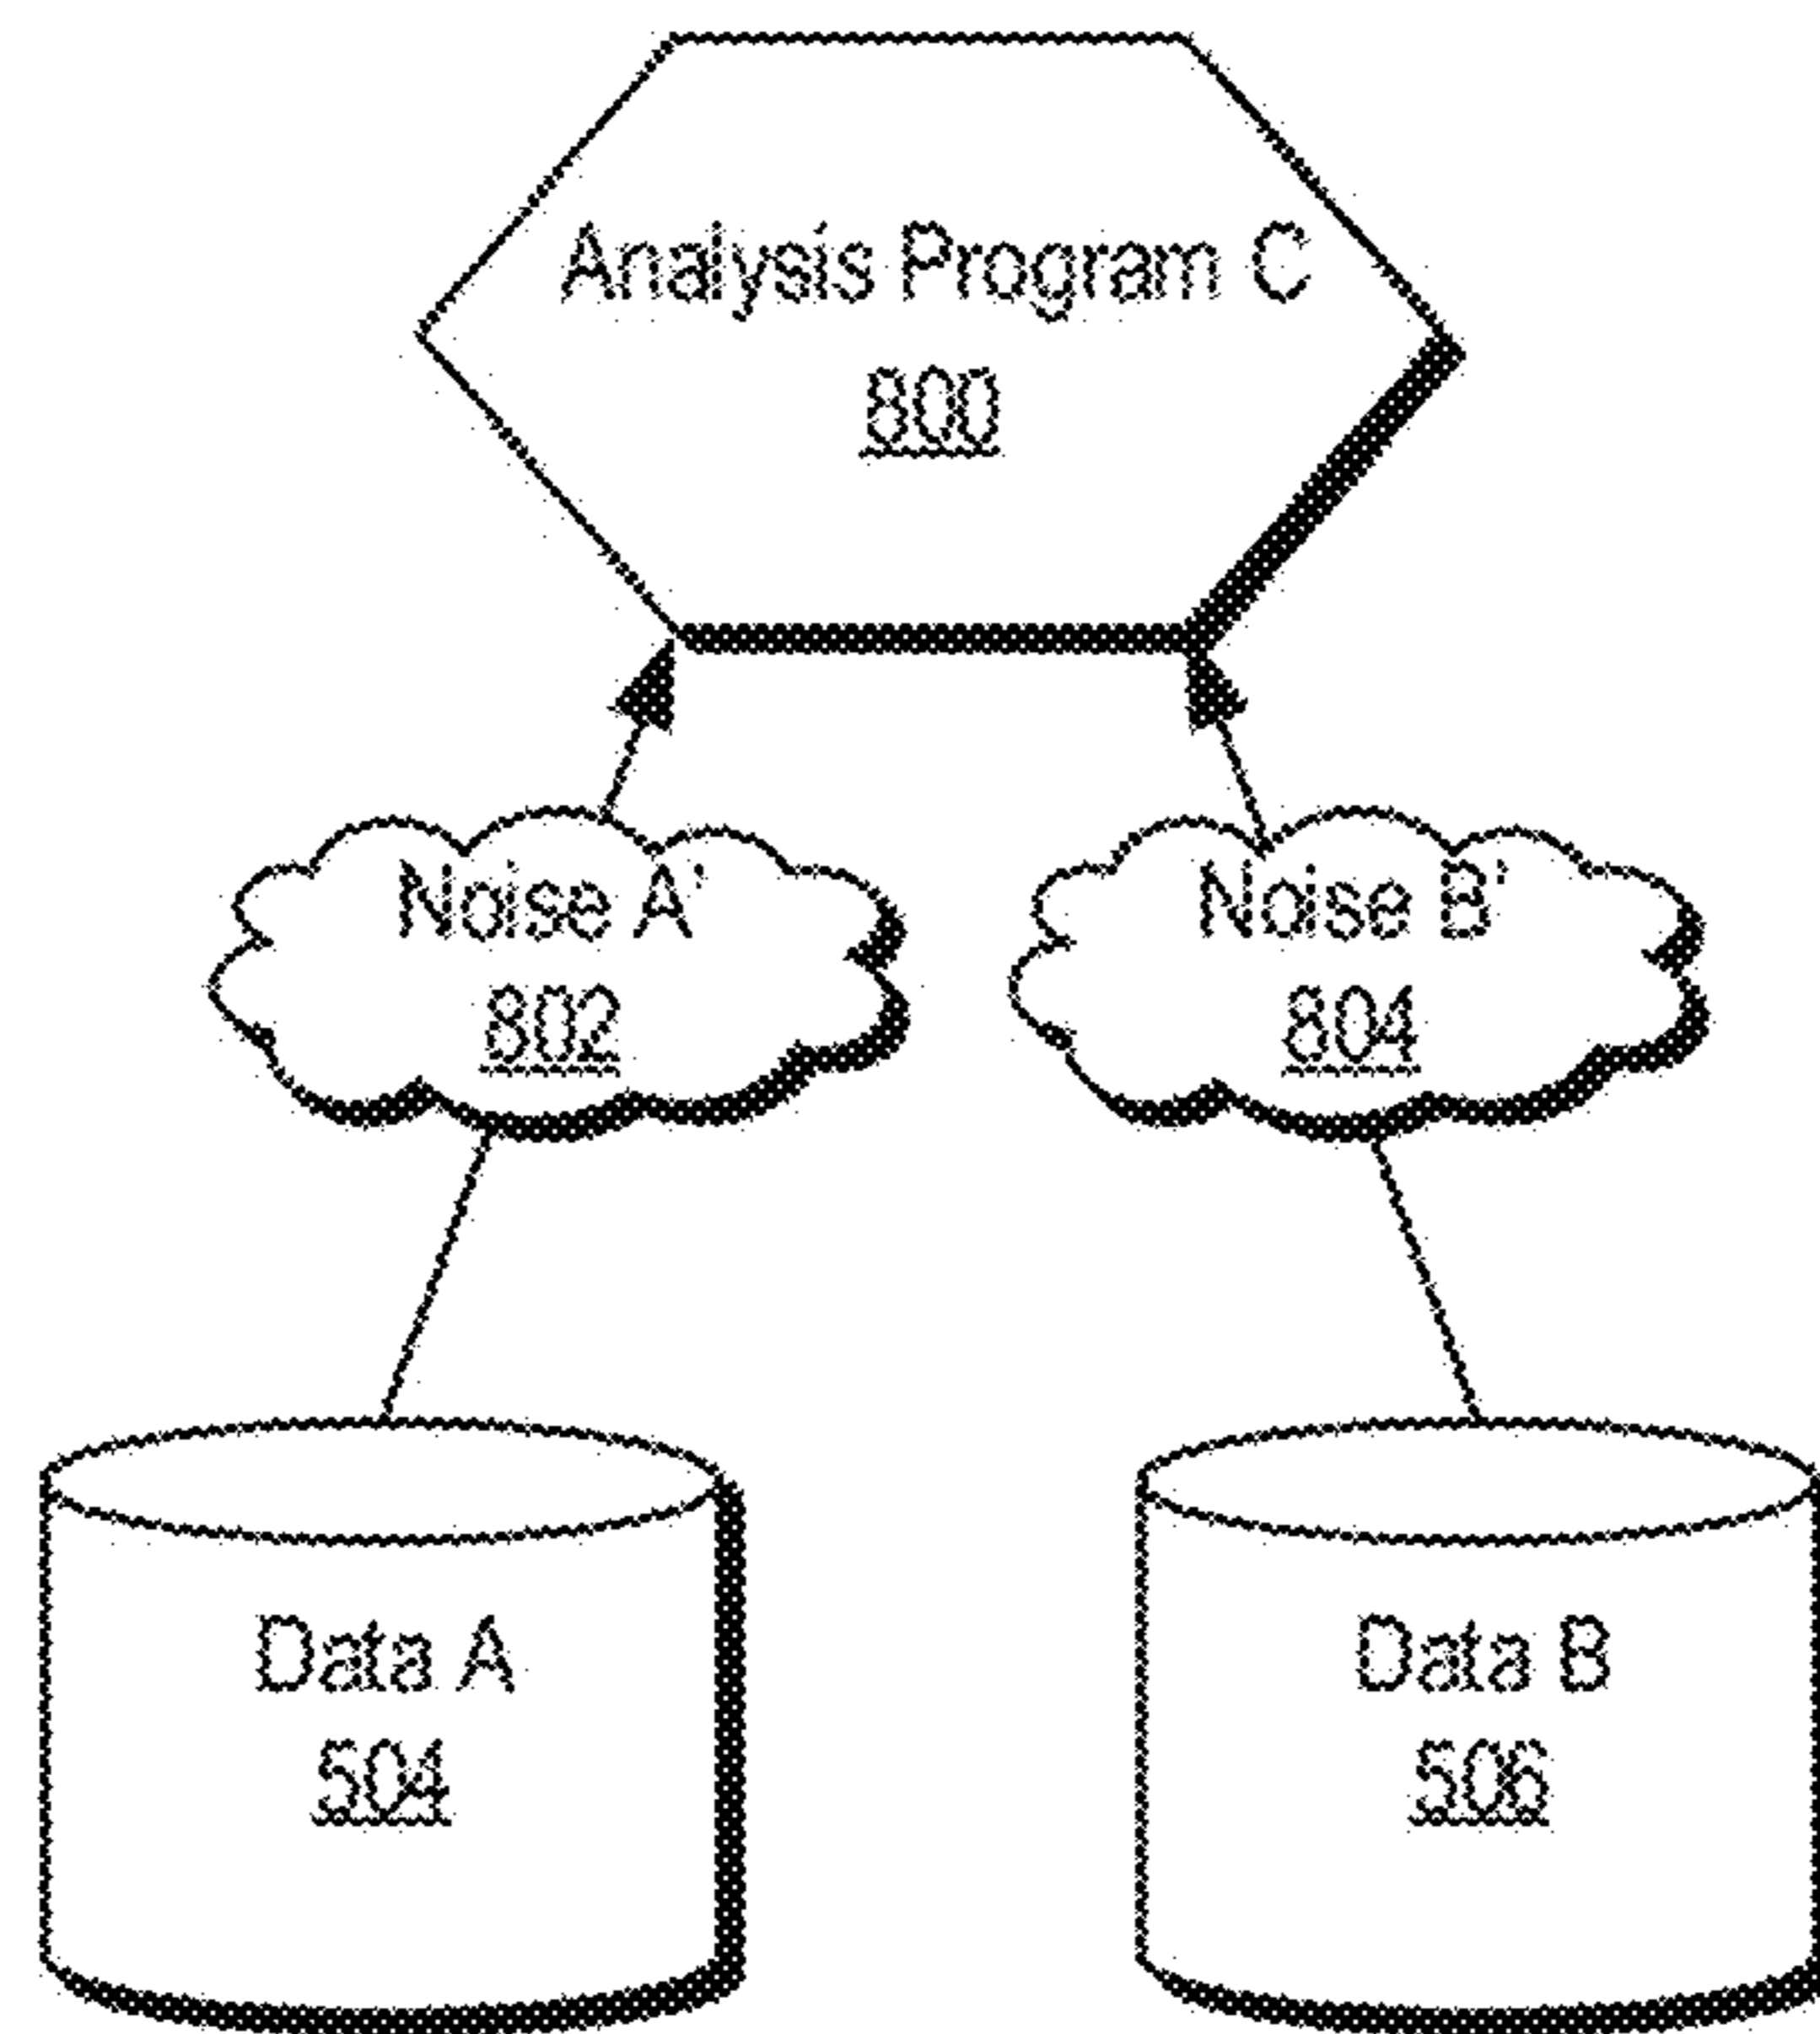 Analysis Program C
800
Noise A'
802
Noise B'
804
Data A
504
Data B
506